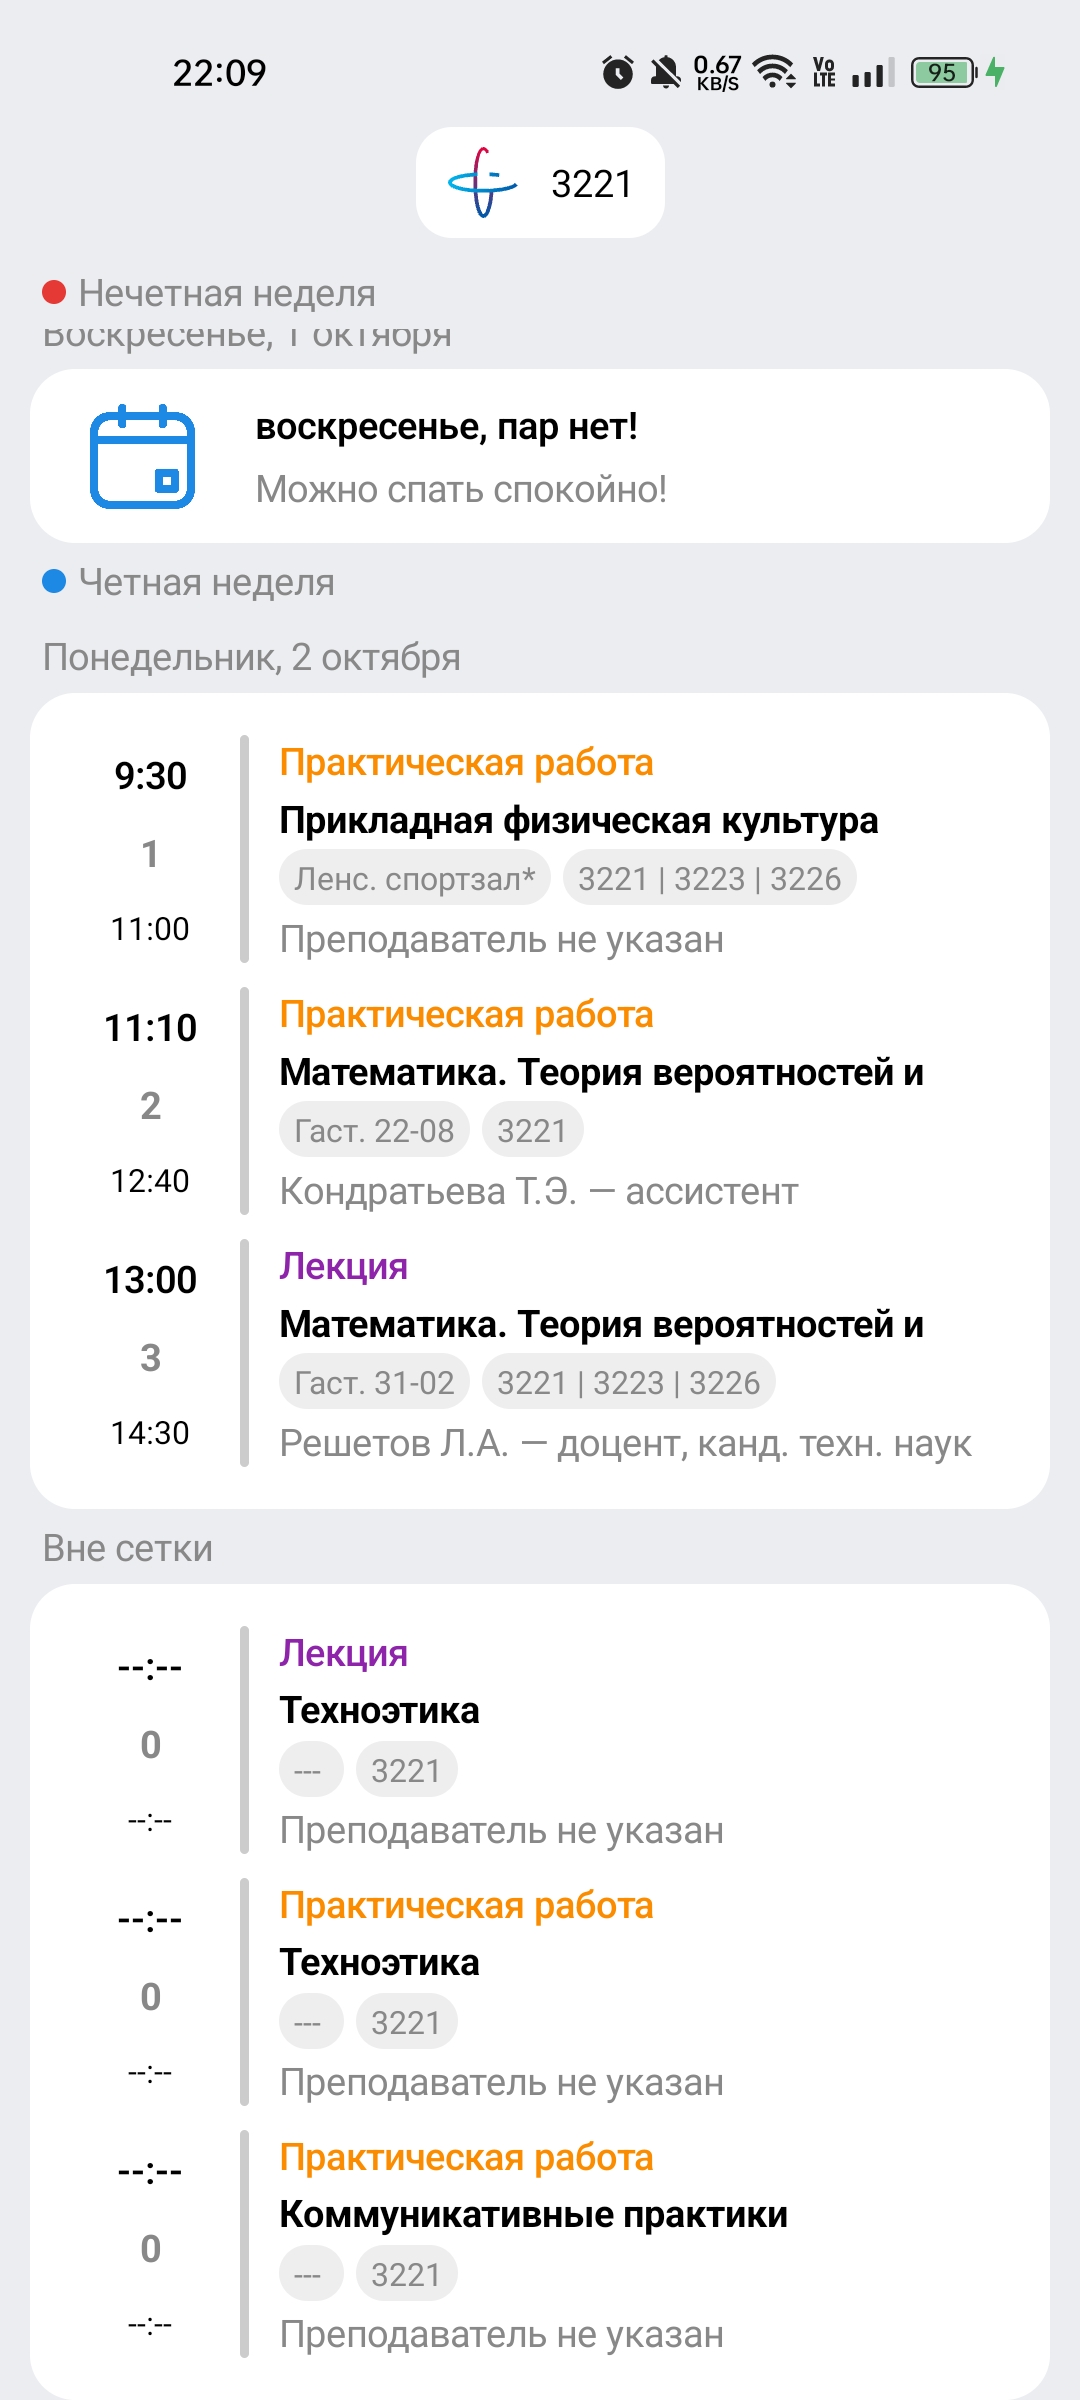 22:09
0.67
KB/S
Vo
LTE
95
3221
Нечетная неделя
Воскресенье, 1 октября
воскресенье, пар нет!
Можно спать спокойно!
Четная неделя
Понедельник, 2 октября
9:30
1
11:00
Практическая работа
Прикладная физическая культура
Ленс. спортзал* 3221 | 3223 | 3226
Преподаватель не указан
11:10
2
12:40
Практическая работа
Математика. Теория вероятностей и
Гаст. 22-08 3221
Кондратьева Т.Э. — ассистент
13:00
3
14:30
Лекция
Математика. Теория вероятностей и
Гаст. 31-02 3221 | 3223 | 3226
Решетов Л.А. — доцент, канд. техн. наук
Вне сетки
--:--
0
--:--
Лекция
Техноэтика
--- 3221
Преподаватель не указан
--:--
0
--:--
Практическая работа
Техноэтика
--- 3221
Преподаватель не указан
--:--
0
--:--
Практическая работа
Коммуникативные практики
--- 3221
Преподаватель не указан